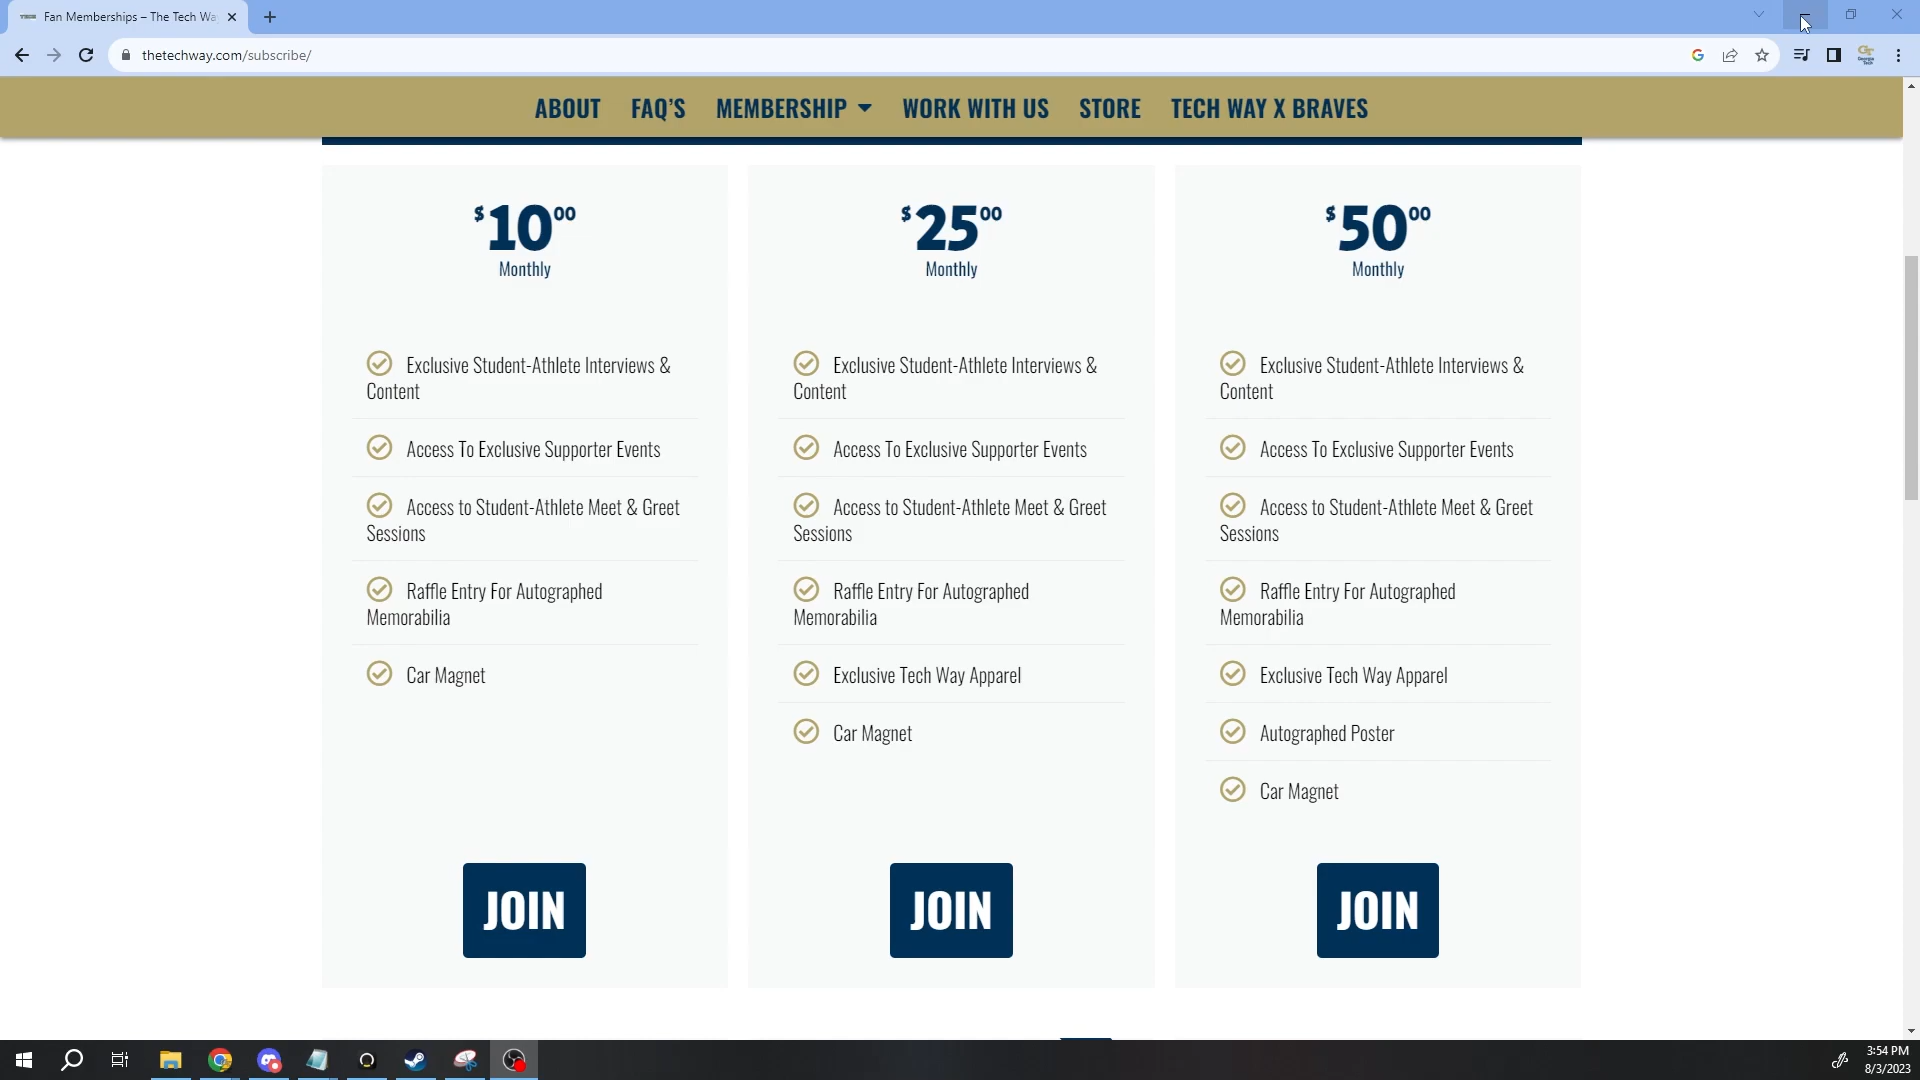 Fan Memberships – The Tech Wa
thetechway.com/subscribe/
ABOUT FAQ'S MEMBERSHIP WORK WITH US STORE TECH WAY X BRAVES
$10 00
Monthly
Exclusive Student-Athlete Interviews &
Content
Access To Exclusive Supporter Events
Access to Student-Athlete Meet & Greet
Sessions
Raffle Entry For Autographed
Memorabilia
Car Magnet
JOIN
$25 00
Monthly
Exclusive Student-Athlete Interviews &
Content
Access To Exclusive Supporter Events
Access to Student-Athlete Meet & Greet
Sessions
Raffle Entry For Autographed
Memorabilia
Exclusive Tech Way Apparel
Car Magnet
JOIN
$50 00
Monthly
Exclusive Student-Athlete Interviews &
Content
Access To Exclusive Supporter Events
Access to Student-Athlete Meet & Greet
Sessions
Raffle Entry For Autographed
Memorabilia
Exclusive Tech Way Apparel
Autographed Poster
Car Magnet
JOIN
3:54 PM
8/3/2023